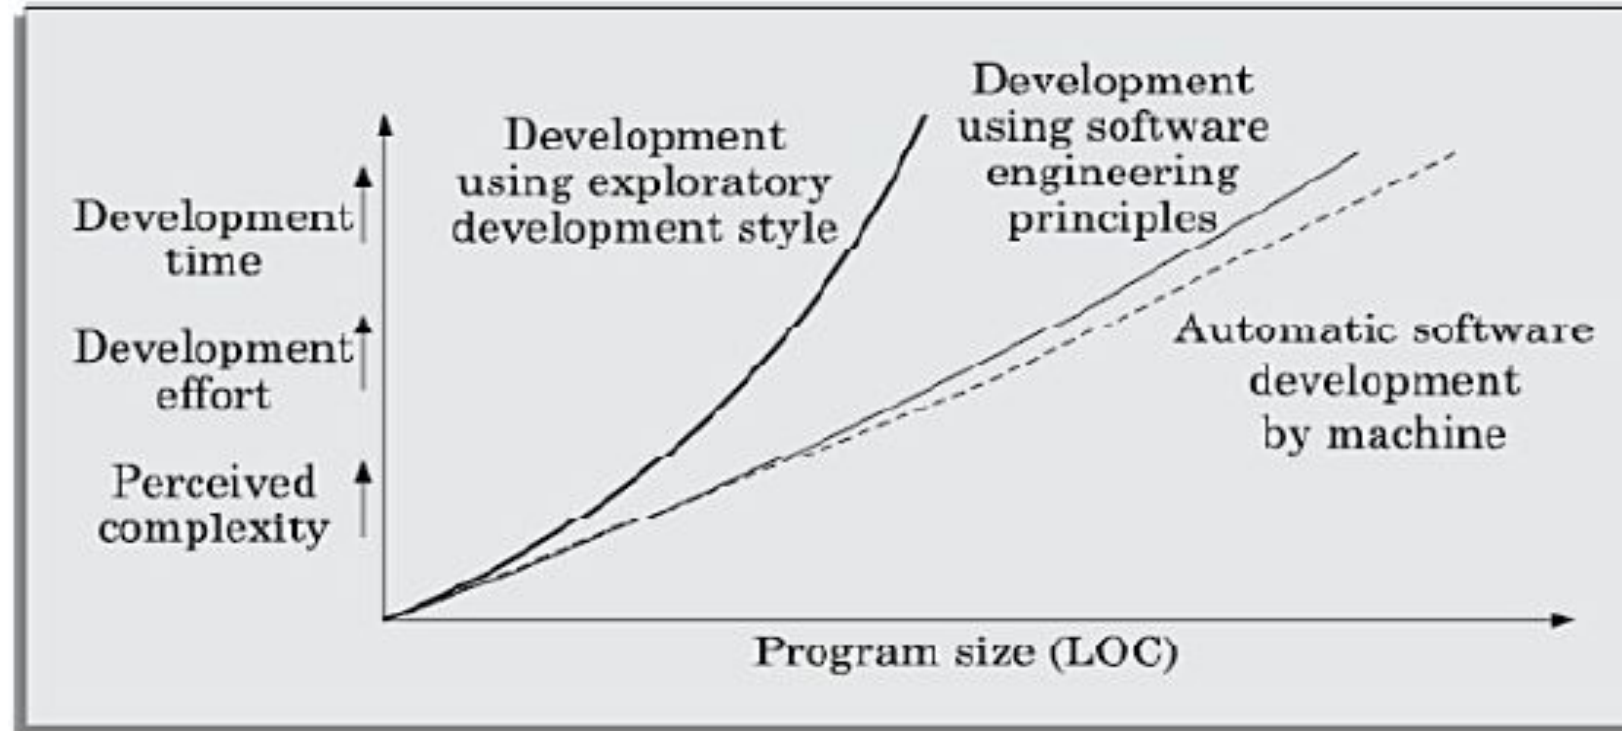 Development
using exploratory
development style
Development
using software
engineering
principles
Development
time
Development
effort
Perceived
complexity
Automatic software
development
by machine
Program size (LOC)